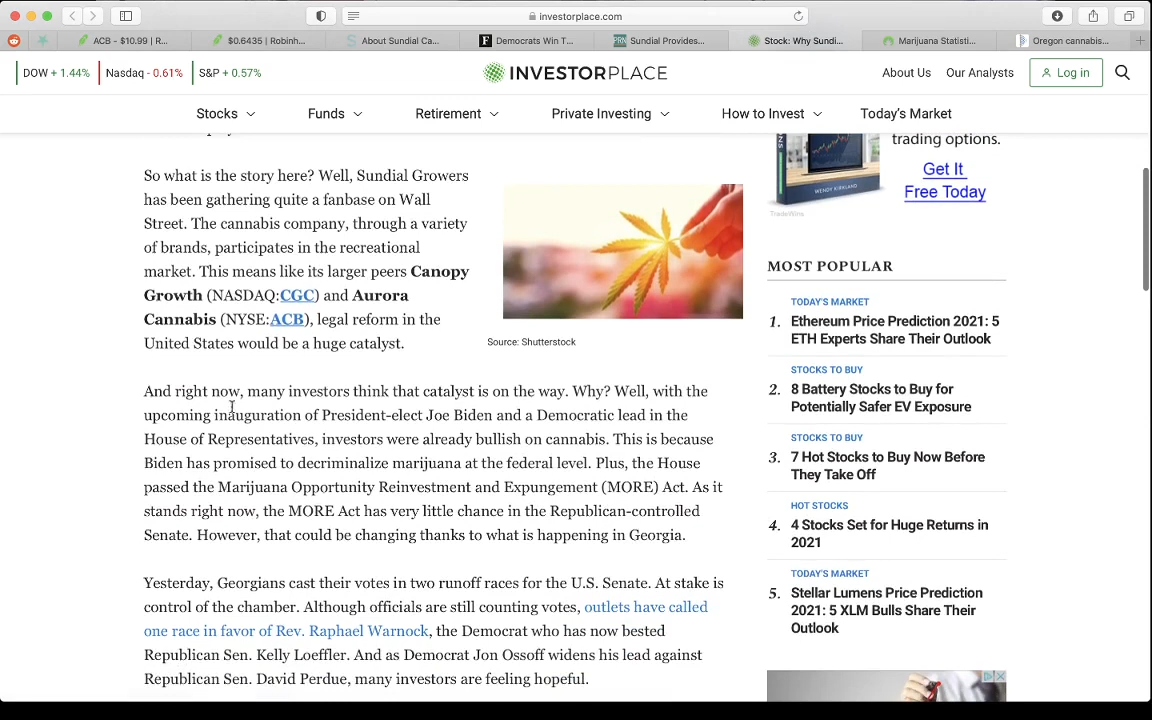 investorplace.com
ACB - $10.99 | R...
$0.6435 | Robinh...
About Sundial Ca...
Democrats Win T...
PRN
Sundial Provides...
Stock: Why Sundi...
Marijuana Statisti...
Oregon cannabis...
DOW + 1.44%
Nasdaq - 0.61%
S&P + 0.57%
INVESTORPLACE
About Us
Our Analysts
Log in
Stocks
Funds
Retirement
Private Investing
How to Invest
Today's Market
So what is the story here? Well, Sundial Growers
has been gathering quite a fanbase on Wall
Street. The cannabis company, through a variety
of brands, participates in the recreational
market. This means like its larger peers Canopy
Growth (NASDAQ:CGC) and Aurora
Cannabis (NYSE:ACB), legal reform in the
United States would be a huge catalyst.
Source: Shutterstock
And right now, many investors think that catalyst is on the way. Why? Well, with the
upcoming inauguration of President-elect Joe Biden and a Democratic lead in the
House of Representatives, investors were already bullish on cannabis. This is because
Biden has promised to decriminalize marijuana at the federal level. Plus, the House
passed the Marijuana Opportunity Reinvestment and Expungement (MORE) Act. As it
stands right now, the MORE Act has very little chance in the Republican-controlled
Senate. However, that could be changing thanks to what is happening in Georgia.
Yesterday, Georgians cast their votes in two runoff races for the U.S. Senate. At stake is
control of the chamber. Although officials are still counting votes, outlets have called
one race in favor of Rev. Raphael Warnock, the Democrat who has now bested
Republican Sen. Kelly Loeffler. And as Democrat Jon Ossoff widens his lead against
Republican Sen. David Perdue, many investors are feeling hopeful.
WENDY KIRKLAND
TradeWins
trading options.
Get It
Free Today
MOST POPULAR
TODAY'S MARKET
1. Ethereum Price Prediction 2021: 5
ETH Experts Share Their Outlook
STOCKS TO BUY
2. 8 Battery Stocks to Buy for
Potentially Safer EV Exposure
STOCKS TO BUY
3. 7 Hot Stocks to Buy Now Before
They Take Off
HOT STOCKS
4. 4 Stocks Set for Huge Returns in
2021
TODAY'S MARKET
5. Stellar Lumens Price Prediction
2021: 5 XLM Bulls Share Their
Outlook